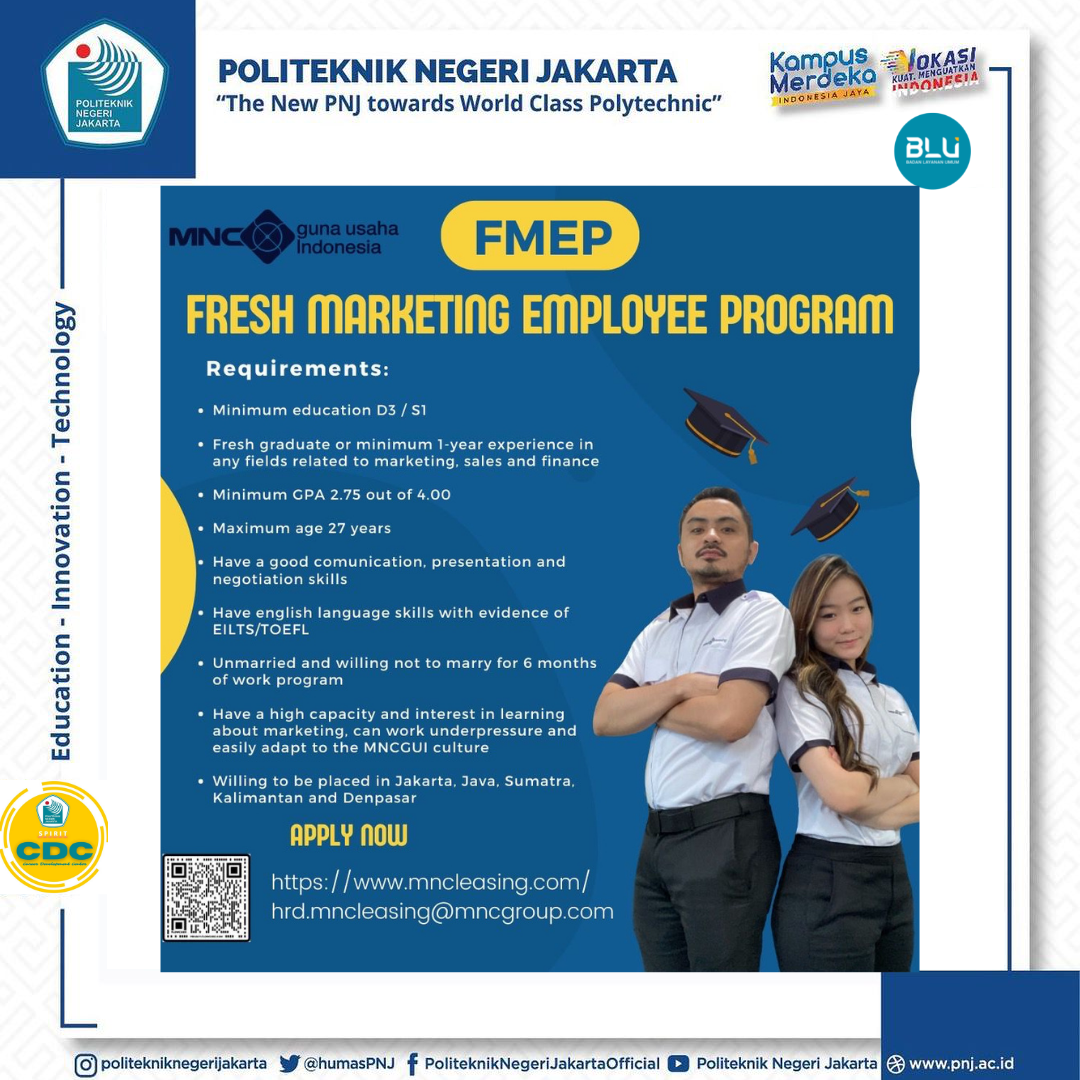 POLITEKNIK
NEGERI
JAKARTA
POLITEKNIK NEGERI JAKARTA
“The New PNJ towards World Class Polytechnic”
Kampus
Merdeka
INDONESIA JAYA
VOKASI
KUAT, MENGUATKAN
INDONESIA
BLU
BADAN LAYANAN UMUM
Education - Innovation - Technology
MNC guna usaha
Indonesia
FMEP
FRESH MARKETING EMPLOYEE PROGRAM
Requirements:
• Minimum education D3 / S1
• Fresh graduate or minimum 1-year experience in
any fields related to marketing, sales and finance
• Minimum GPA 2.75 out of 4.00
• Maximum age 27 years
• Have a good comunication, presentation and
negotiation skills
• Have english language skills with evidence of
EILTS/TOEFL
• Unmarried and willing not to marry for 6 months
of work program
• Have a high capacity and interest in learning
about marketing, can work underpressure and
easily adapt to the MNCGUI culture
• Willing to be placed in Jakarta, Java, Sumatra,
Kalimantan and Denpasar
APPLY NOW
https://www.mncleasing.com/
hrd.mncleasing@mncgroup.com
POLITEKNIK
NEGERI
JAKARTA
SPIRIT
CDC
Career Development Center
politekniknegerijakarta @humasPNJ PoliteknikNegeriJakartaOfficial Politeknik Negeri Jakarta www.pnj.ac.id